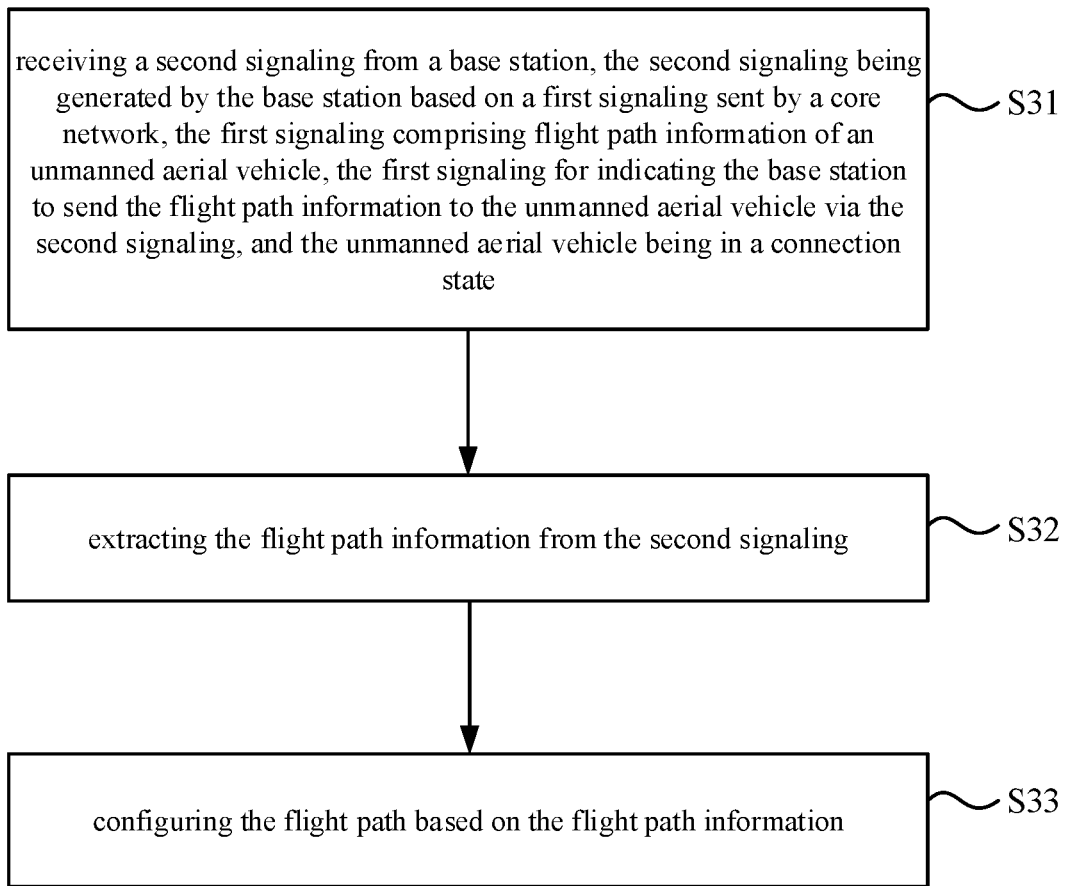 receiving a second signaling from a base station, the second signaling being
generated by the base station based on a first signaling sent by a core
network, the first signaling comprising flight path information of an
unmanned aerial vehicle, the first signaling for indicating the base station
to send the flight path information to the unmanned aerial vehicle via the
second signaling, and the unmanned aerial vehicle being in a connection
state
S31
extracting the flight path information from the second signaling
S32
configuring the flight path based on the flight path information
S33